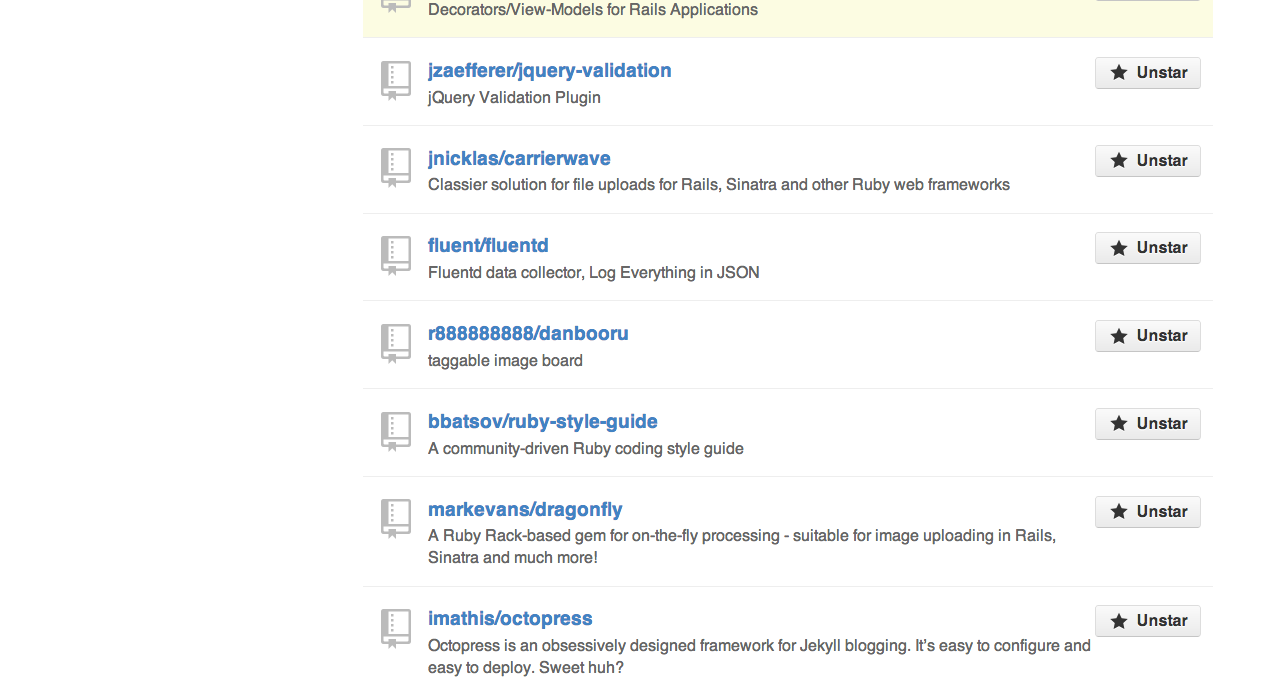 Decorators/View-Models for Rails Applications
jzaefferer/jquery-validation
Unstar
jQuery Validation Plugin
jnicklas/carrierwave
Unstar
Classier solution for file uploads for Rails, Sinatra and other Ruby web frameworks
fluent/fluentd
Unstar
Fluentd data collector, Log Everything in JSON
r888888888/danbooru
Unstar
taggable image board
bbatsov/ruby-style-guide
Unstar
A community-driven Ruby coding style guide
markevans/dragonfly
Unstar
A Ruby Rack-based gem for on-the-fly processing - suitable for image uploading in Rails,
Sinatra and much more!
imathis/octopress
Unstar
Octopress is an obsessively designed framework for Jekyll blogging. It’s easy to configure and
easy to deploy. Sweet huh?